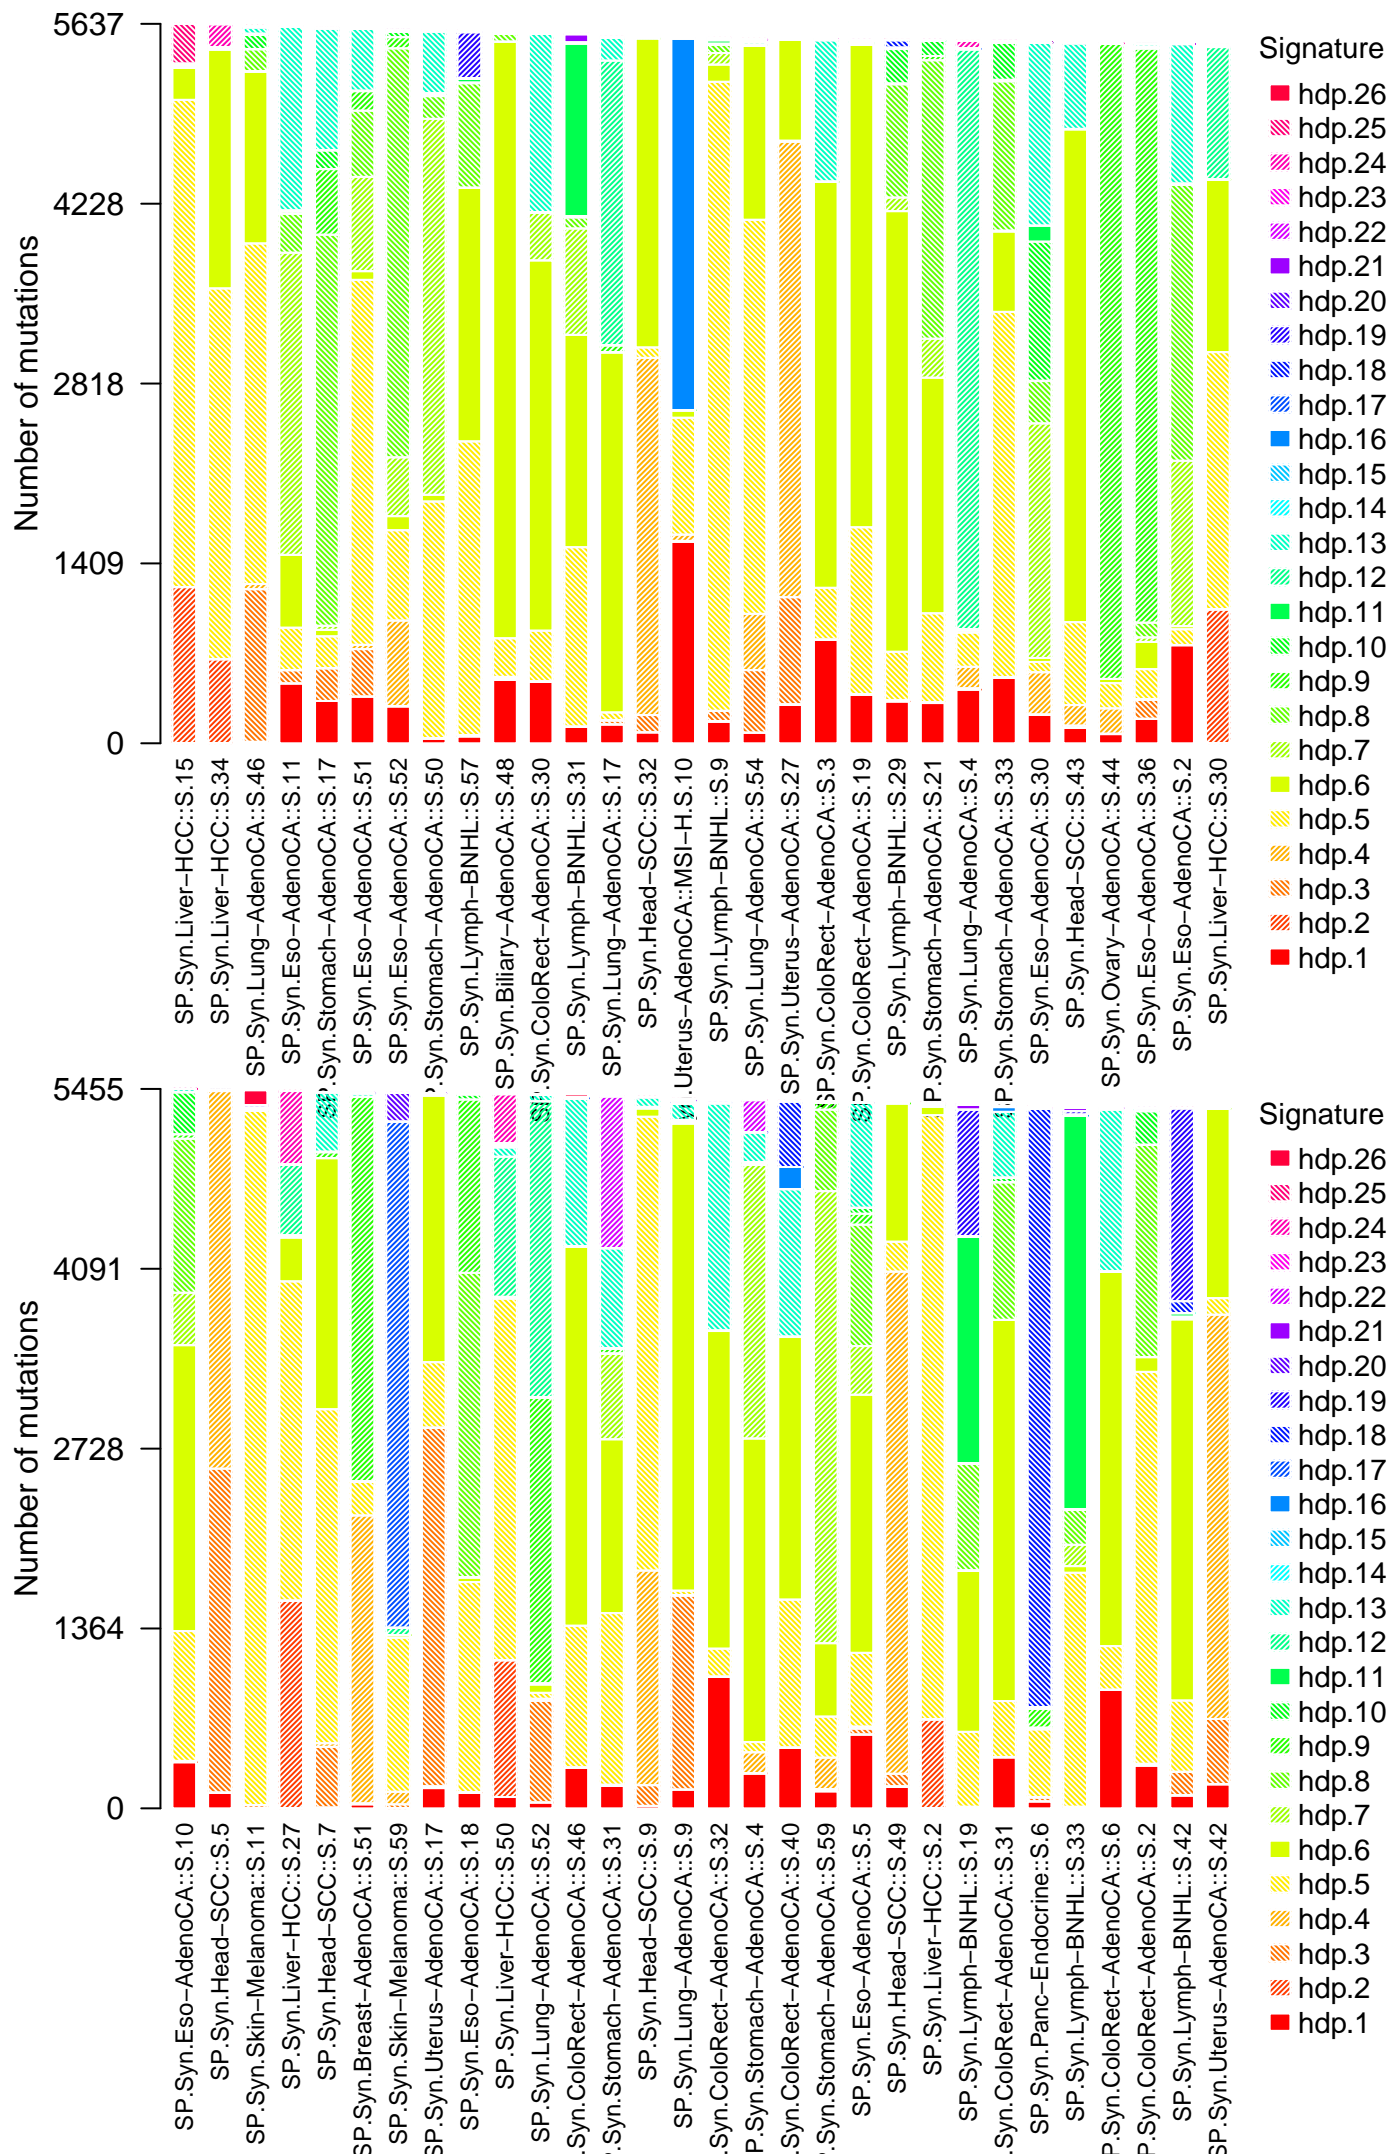 Number of mutations
5637
4228
2818
1409
0
Signature
hdp.26
hdp.25
hdp.24
hdp.23
hdp.22
hdp.21
hdp.20
hdp.19
hdp.18
hdp.17
hdp.16
hdp.15
hdp.14
hdp.13
hdp.12
hdp.11
hdp.10
hdp.9
hdp.8
hdp.7
hdp.6
hdp.5
hdp.4
hdp.3
hdp.2
hdp.1
SP.Syn.Liver−HCC::S.15
SP.Syn.Liver−HCC::S.34
SP.Syn.Lung−AdenoCA::S.46
SP.Syn.Eso−AdenoCA::S.11
SP.Syn.Stomach−AdenoCA::S.17
SP.Syn.Eso−AdenoCA::S.51
SP.Syn.Eso−AdenoCA::S.52
P.Syn.Stomach−AdenoCA::S.50
SP.Syn.Lymph−BNHL::S.57
SP.Syn.Biliary−AdenoCA::S.48
SP.Syn.ColoRect−AdenoCA::S.30
SP.Syn.Lymph−BNHL::S.31
SP.Syn.Lung−AdenoCA::S.17
SP.Syn.Head−SCC::S.32
.Uterus−AdenoCA::MSI−H.S.10
SP.Syn.Lymph−BNHL::S.9
SP.Syn.Lung−AdenoCA::S.54
SP.Syn.Uterus−AdenoCA::S.27
SP.Syn.ColoRect−AdenoCA::S.3
SP.Syn.ColoRect−AdenoCA::S.19
SP.Syn.Lymph−BNHL::S.29
P.Syn.Stomach−AdenoCA::S.21
SP.Syn.Lung−AdenoCA::S.4
SP.Syn.Stomach−AdenoCA::S.33
SP.Syn.Eso−AdenoCA::S.30
SP.Syn.Head−SCC::S.43
SP.Syn.Ovary−AdenoCA::S.44
SP.Syn.Eso−AdenoCA::S.36
SP.Syn.Eso−AdenoCA::S.2
SP.Syn.Liver−HCC::S.30
Number of mutations
5455
4091
2728
1364
0
Signature
hdp.26
hdp.25
hdp.24
hdp.23
hdp.22
hdp.21
hdp.20
hdp.19
hdp.18
hdp.17
hdp.16
hdp.15
hdp.14
hdp.13
hdp.12
hdp.11
hdp.10
hdp.9
hdp.8
hdp.7
hdp.6
hdp.5
hdp.4
hdp.3
hdp.2
hdp.1
SP.Syn.Eso−AdenoCA::S.10
SP.Syn.Head−SCC::S.5
SP.Syn.Skin−Melanoma::S.11
SP.Syn.Liver−HCC::S.27
SP.Syn.Head−SCC::S.7
SP.Syn.Breast−AdenoCA::S.51
SP.Syn.Skin−Melanoma::S.59
SP.Syn.Uterus−AdenoCA::S.17
SP.Syn.Eso−AdenoCA::S.18
SP.Syn.Liver−HCC::S.50
SP.Syn.Lung−AdenoCA::S.52
.Syn.ColoRect−AdenoCA::S.46
P.Syn.Stomach−AdenoCA::S.31
SP.Syn.Head−SCC::S.9
SP.Syn.Lung−AdenoCA::S.9
.Syn.ColoRect−AdenoCA::S.32
P.Syn.Stomach−AdenoCA::S.4
.Syn.ColoRect−AdenoCA::S.40
P.Syn.Stomach−AdenoCA::S.59
SP.Syn.Eso−AdenoCA::S.5
SP.Syn.Head−SCC::S.49
SP.Syn.Liver−HCC::S.2
SP.Syn.Lymph−BNHL::S.19
.Syn.ColoRect−AdenoCA::S.31
SP.Syn.Panc−Endocrine::S.6
SP.Syn.Lymph−BNHL::S.33
P.Syn.ColoRect−AdenoCA::S.6
P.Syn.ColoRect−AdenoCA::S.2
SP.Syn.Lymph−BNHL::S.42
SP.Syn.Uterus−AdenoCA::S.42